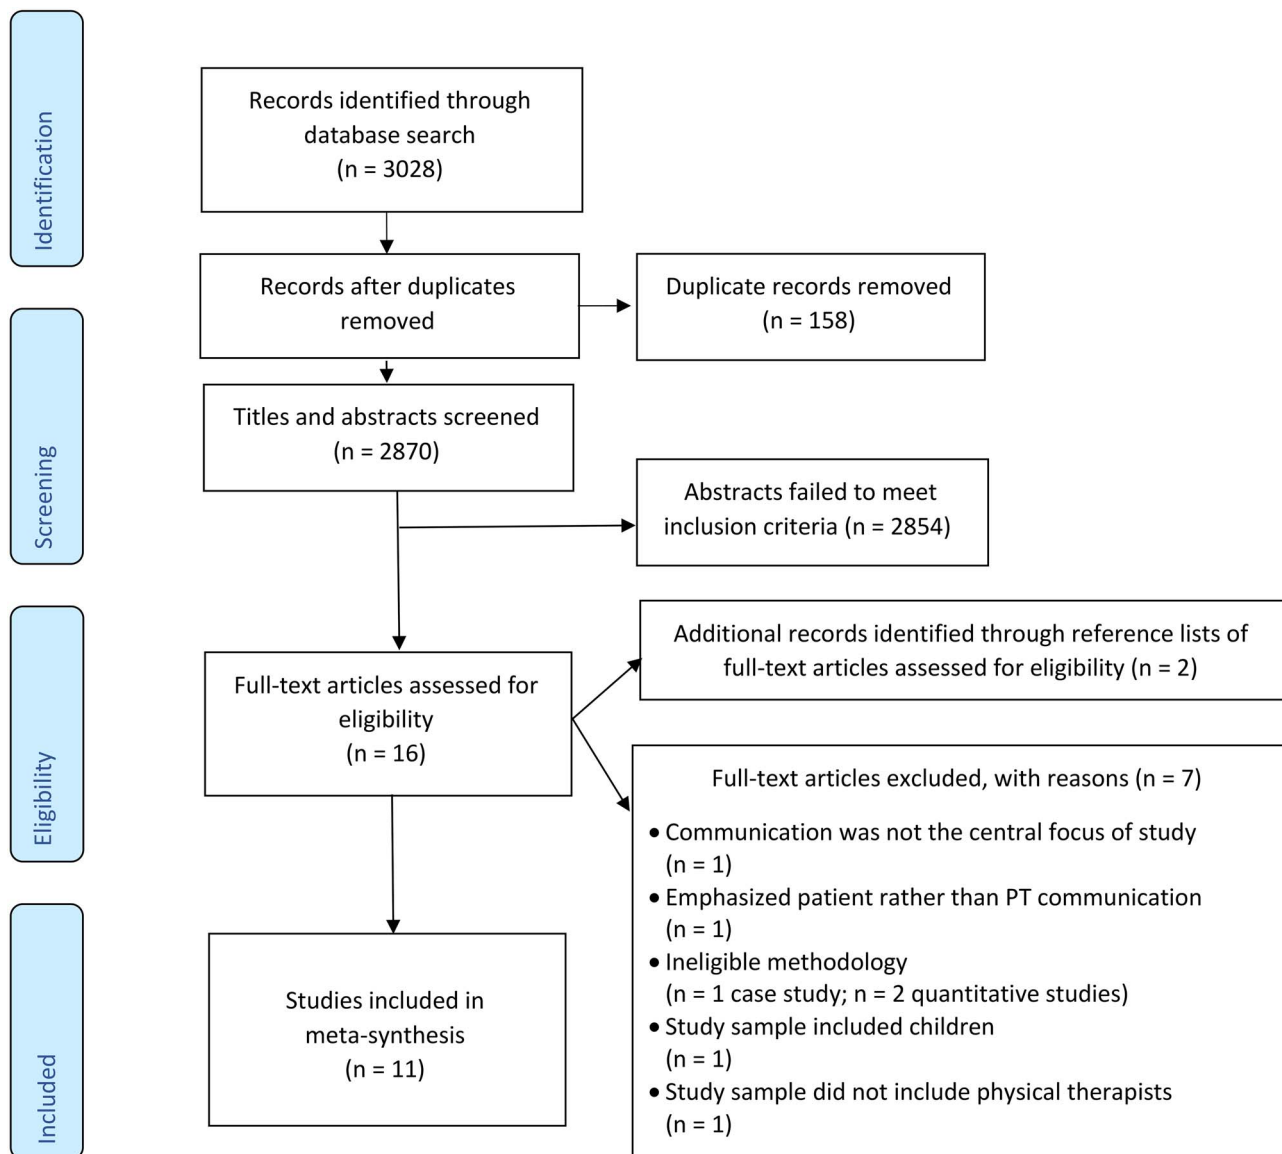 Identification
Records identified through
database search
(n = 3028)
Records after duplicates
removed
Duplicate records removed
(n = 158)
Screening
Titles and abstracts screened
(n = 2870)
Abstracts failed to meet
inclusion criteria (n = 2854)
Eligibility
Full-text articles assessed for
eligibility
(n = 16)
Additional records identified through reference lists of
full-text articles assessed for eligibility (n = 2)
Full-text articles excluded, with reasons (n = 7)
• Communication was not the central focus of study
(n = 1)
• Emphasized patient rather than PT communication
(n = 1)
• Ineligible methodology
(n = 1 case study; n = 2 quantitative studies)
• Study sample included children
(n = 1)
• Study sample did not include physical therapists
(n = 1)
Included
Studies included in
meta-synthesis
(n = 11)